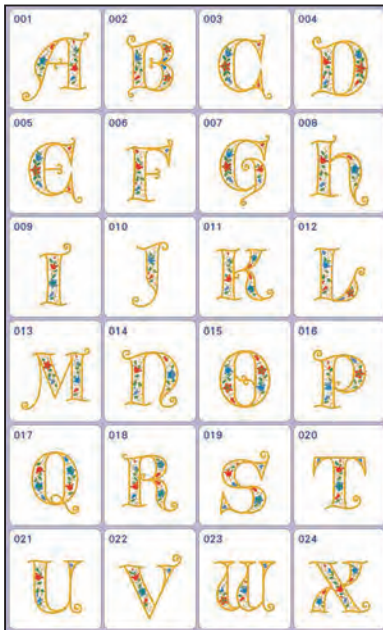 001 002 003 004
A B C D
005 006 007 008
E F G h
009 010 011 012
I J K L
013 014 015 016
M N O P
017 018 019 020
Q R S T
021 022 023 024
U V W X